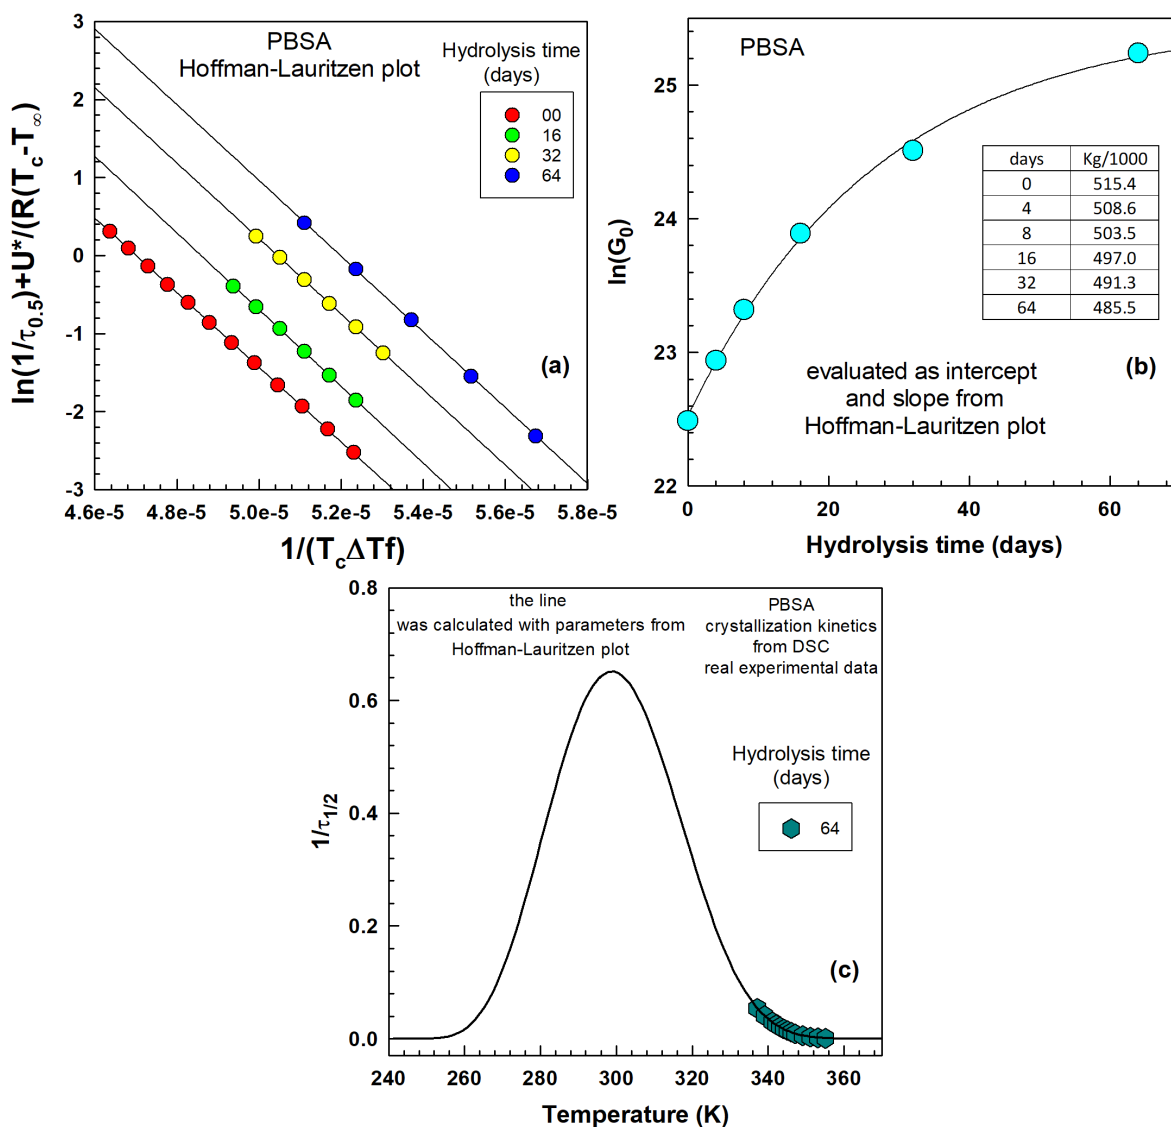 PBSA
Hoffman-Lauritzen plot
Hydrolysis time
(days)
00
16
32
64
(a)
ln(1/τ0.5)+U*/(R(Tc-T∞)
3
2
1
0
-1
-2
-3
4.6e-5 4.8e-5 5.0e-5 5.2e-5 5.4e-5 5.6e-5 5.8e-5
1/(TcΔTf)
PBSA
ln(G0)
25
24
23
22
days Kg/1000
0 515.4
4 508.6
8 503.5
16 497.0
32 491.3
64 485.5
(b)
evaluated as intercept
and slope from
Hoffman-Lauritzen plot
0 20 40 60
Hydrolysis time (days)
the line
was calculated with parameters from
Hoffman-Lauritzen plot
PBSA
crystallization kinetics
from DSC
real experimental data
Hydrolysis time
(days)
64
(c)
1/τ1/2
0.8
0.6
0.4
0.2
0.0
240 260 280 300 320 340 360
Temperature (K)